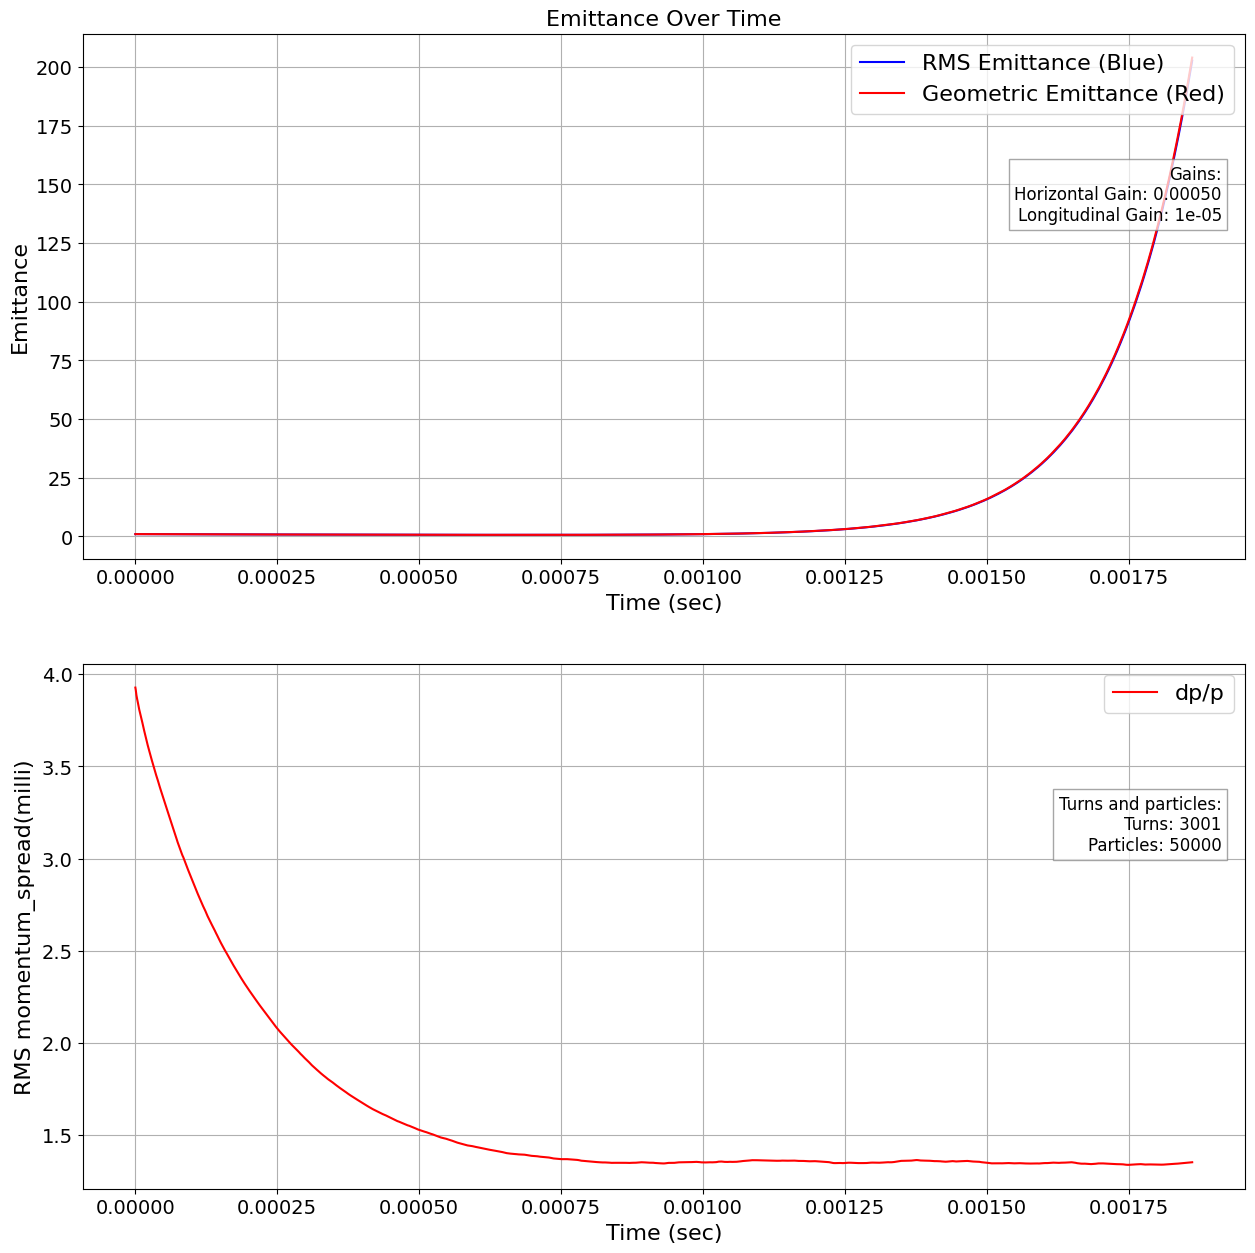 Emittance Over Time
200
175
150
125
100
75
50
25
0
Emittance
RMS Emittance (Blue)
Geometric Emittance (Red)
Gains:
Horizontal Gain: 0.00050
Longitudinal Gain: 1e-05
0.00000 0.00025 0.00050 0.00075 0.00100 0.00125 0.00150 0.00175
Time (sec)
4.0
3.5
3.0
2.5
2.0
1.5
RMS momentum_spread(milli)
dp/p
Turns and particles:
Turns: 3001
Particles: 50000
0.00000 0.00025 0.00050 0.00075 0.00100 0.00125 0.00150 0.00175
Time (sec)